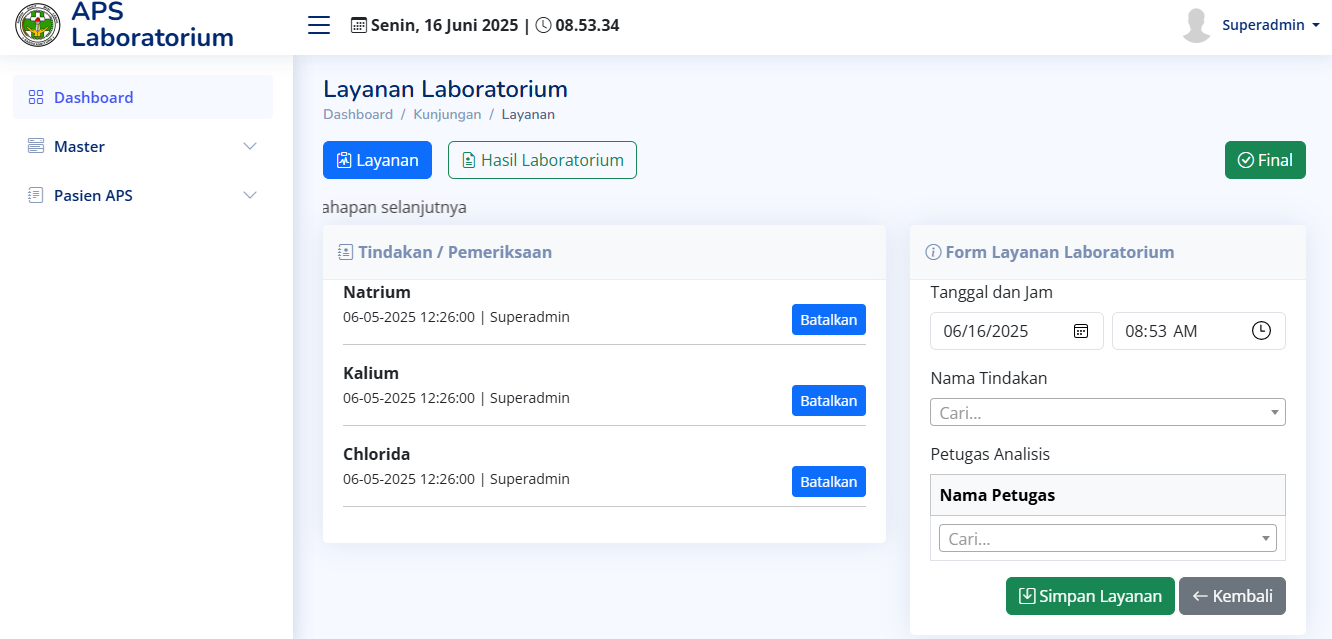 APS
Laboratorium
Senin, 16 Juni 2025 | 08.53.34
Superadmin
Dashboard
Master
Pasien APS
Layanan Laboratorium
Dashboard / Kunjungan / Layanan
Layanan
Hasil Laboratorium
Final
ahapan selanjutnya
Tindakan / Pemeriksaan
Natrium
06-05-2025 12:26:00 | Superadmin
Batalkan
Kalium
06-05-2025 12:26:00 | Superadmin
Batalkan
Chlorida
06-05-2025 12:26:00 | Superadmin
Batalkan
Form Layanan Laboratorium
Tanggal dan Jam
06/16/2025
08:53 AM
Nama Tindakan
Cari...
Petugas Analisis
Nama Petugas
Cari...
Simpan Layanan
Kembali